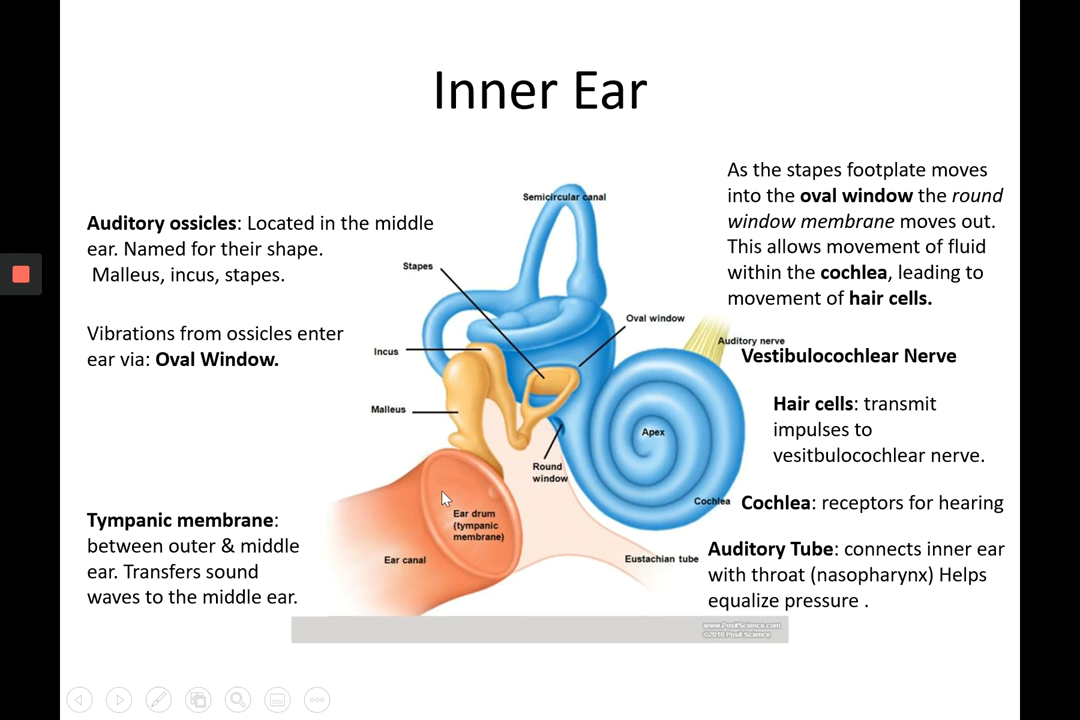 Inner Ear
Auditory ossicles: Located in the middle
ear. Named for their shape.
Malleus, incus, stapes.
Vibrations from ossicles enter
ear via: Oval Window.
Tympanic membrane:
between outer & middle
ear. Transfers sound
waves to the middle ear.
Semicircular canal
Stapes
Oval window
Incus
Malleus
Apex
Round
window
Ear drum
(tympanic
membrane)
Ear canal
Auditory nerve
Cochlea
Eustachian tube
www.PositScience.com
©2010 Posit Science
As the stapes footplate moves
into the oval window the round
window membrane moves out.
This allows movement of fluid
within the cochlea, leading to
movement of hair cells.
Vestibulocochlear Nerve
Hair cells: transmit
impulses to
vesitbulocochlear nerve.
Cochlea: receptors for hearing
Auditory Tube: connects inner ear
with throat (nasopharynx) Helps
equalize pressure .